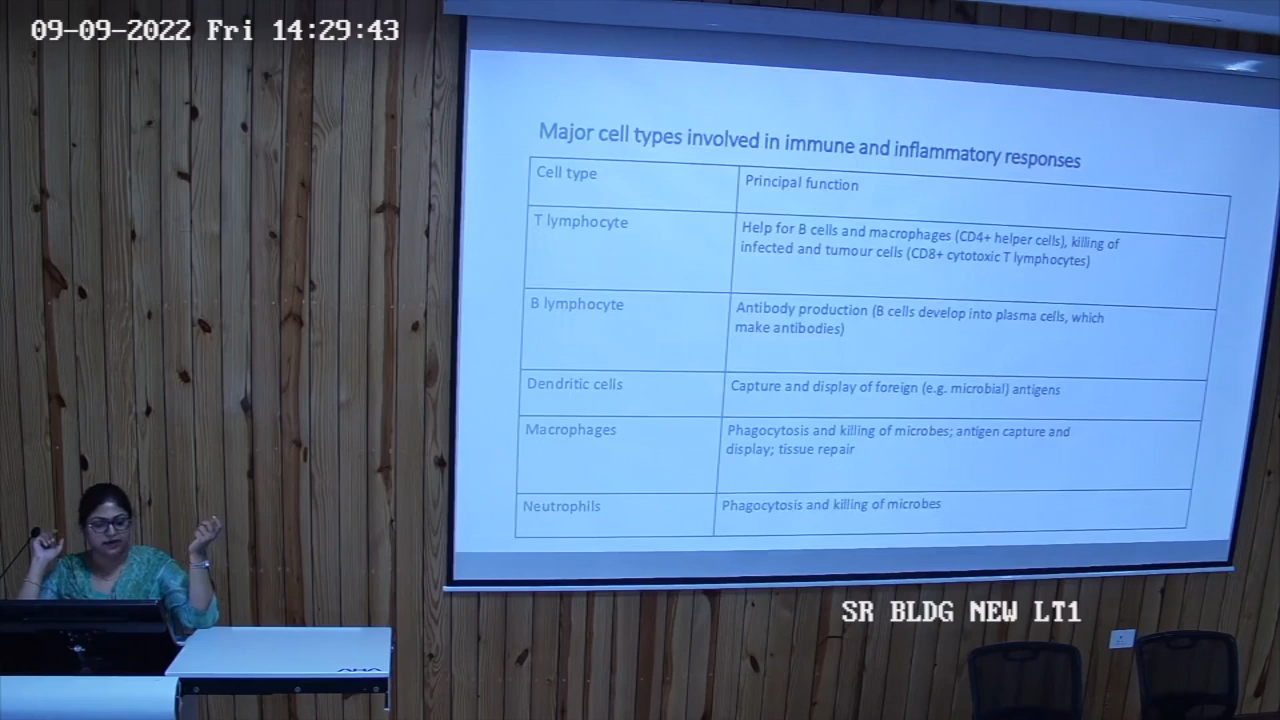 09-09-2022 Fri 14:29:43
Major cell types involved in immune and inflammatory responses
Cell type
Principal function
T lymphocyte
Help for B cells and macrophages (CD4+ helper cells), killing of
infected and tumour cells (CD8+ cytotoxic T lymphocytes)
B lymphocyte
Antibody production (B cells develop into plasma cells, which
make antibodies)
Dendritic cells
Capture and display of foreign (e.g. microbial) antigens
Macrophages
Phagocytosis and killing of microbes; antigen capture and
display; tissue repair
Neutrophils
Phagocytosis and killing of microbes
SR BLDG NEW LT1